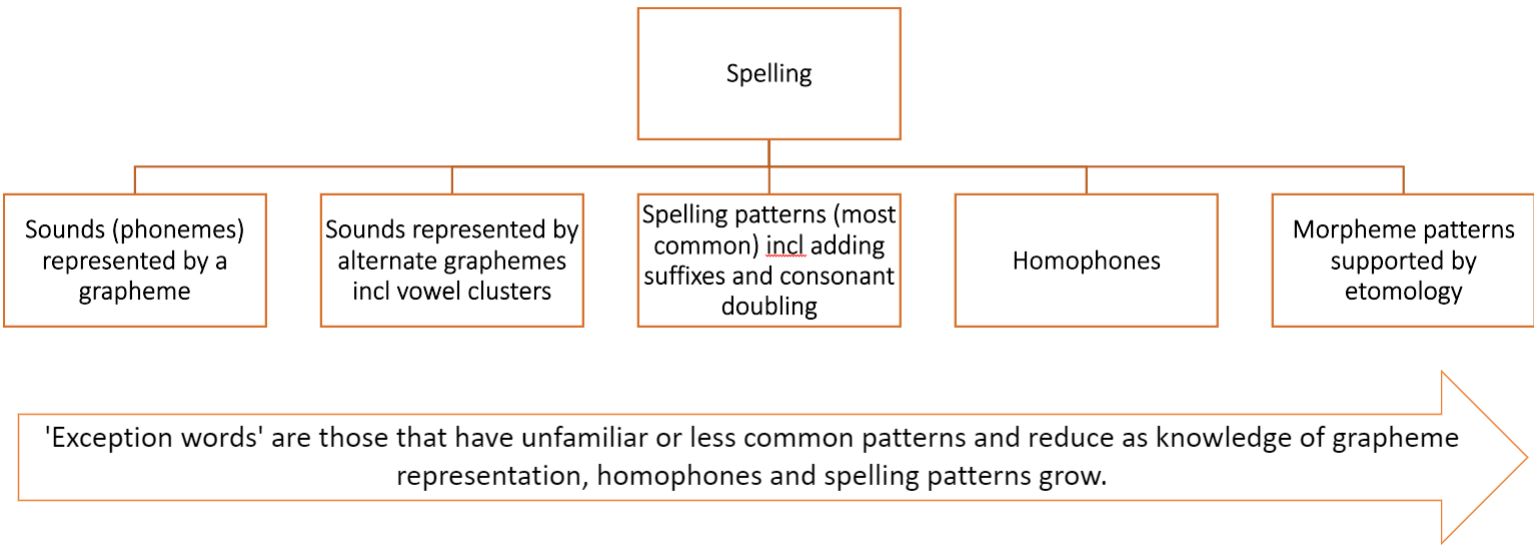 Spelling
Sounds (phonemes)
represented by a
grapheme
Sounds represented by
alternate graphemes
incl vowel clusters
Spelling patterns (most
common) incl adding
suffixes and consonant
doubling
Homophones
Morpheme patterns
supported by
etomology
'Exception words' are those that have unfamiliar or less common patterns and reduce as knowledge of grapheme
representation, homophones and spelling patterns grow.